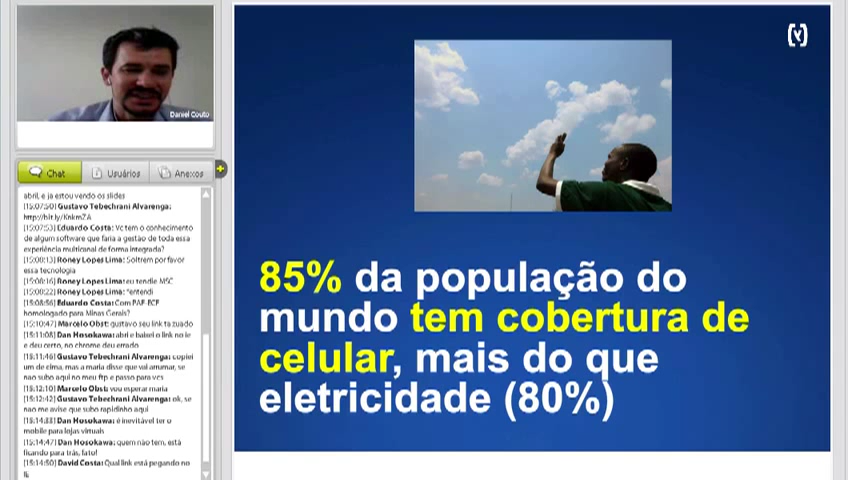 Daniel Couto
Chat
Usuários
Anexos
abril, e ja estou vendo os slides
[15:07:50] Gustavo Tebechrani Alvarenga:
http://bit.ly/KnkmZA
[15:07:53] Eduardo Costa: Vc tem o conhecimento
de algum software que faria a gestão de toda essa
experiência multicanal de forma integrada?
[15:08:13] Roney Lopes Lima: Soltrem por favor
essa tecnologia
[15:08:16] Roney Lopes Lima: eu tendie MSC
[15:08:22] Roney Lopes Lima: *entendi
[15:08:56] Eduardo Costa: Com PAF-ECF
homologado para Minas Gerais?
[15:10:47] Marcelo Obst: gustavo seu link ta zuado
[15:11:08] Dan Hosokawa: abri e baixei o link no ie
e deu certo, no chrome deu errado
[15:11:46] Gustavo Tebechrani Alvarenga: copiei
um de cima, mas a maria disse que vai arrumar, se
nao subo aqui no meu ftp e passo para vcs
[15:12:10] Marcelo Obst: vou esperar maria
[15:12:42] Gustavo Tebechrani Alvarenga: ok, se
nao me avise que subo rapidinho aqui
Dan Hosokawa: é inevitável ter o
mobile para lojas virtuais
[15:14:47] Dan Hosokawa: quem não tem, está
ficando para trás, fato!
[15:14:50] David Costa: Qual link está pegando no
85% da população do
mundo tem cobertura de
celular, mais do que
eletricidade (80%)